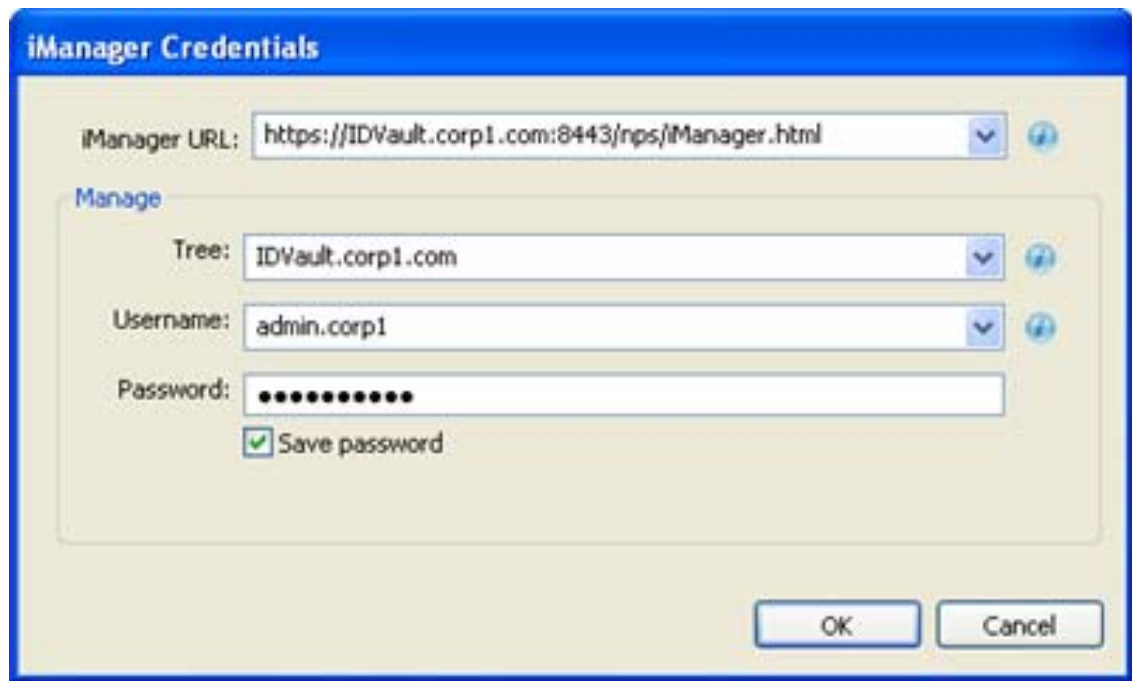 iManager Credentials
iManager URL: https://IDVault.corp1.com:8443/nps/iManager.html
Manage
Tree: IDVault.corp1.com
Username: admin.corp1
Password: ●●●●●●●●●●
Save password
OK Cancel